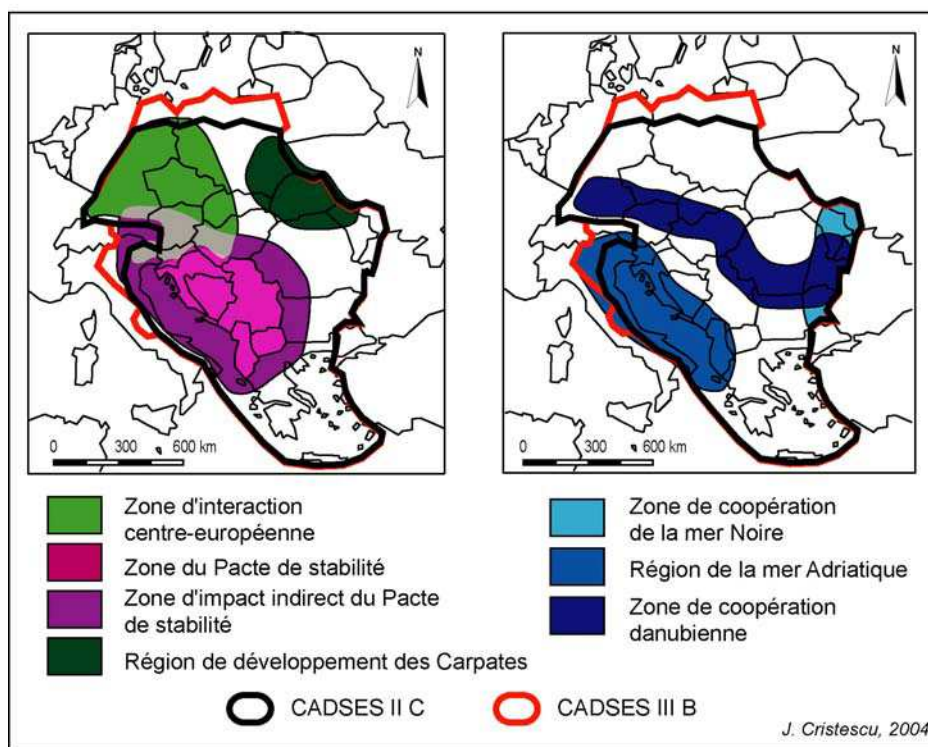 N
N
0 300 600 km
0 300 600 km
Zone d'interaction
centre-européenne
Zone du Pacte de stabilité
Zone d'impact indirect du Pacte
de stabilité
Région de développement des Carpates
Zone de coopération
de la mer Noire
Région de la mer Adriatique
Zone de coopération
danubienne
CADSES II C
CADSES III B
J. Cristescu, 2004